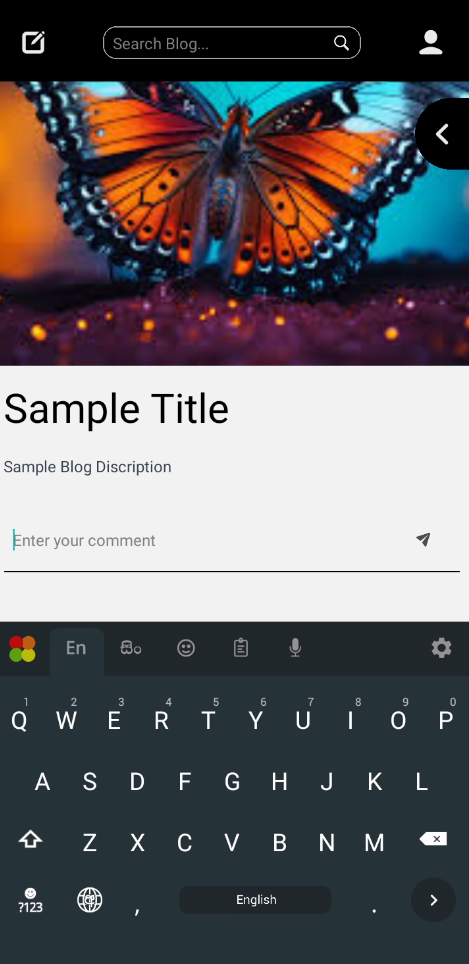 Search Blog...
Sample Title
Sample Blog Discription
Enter your comment
En සිං
1 2 3 4 5 6 7 8 9 0
Q W E R T Y U I O P
A S D F G H J K L
Z X C V B N M
?123 , English .